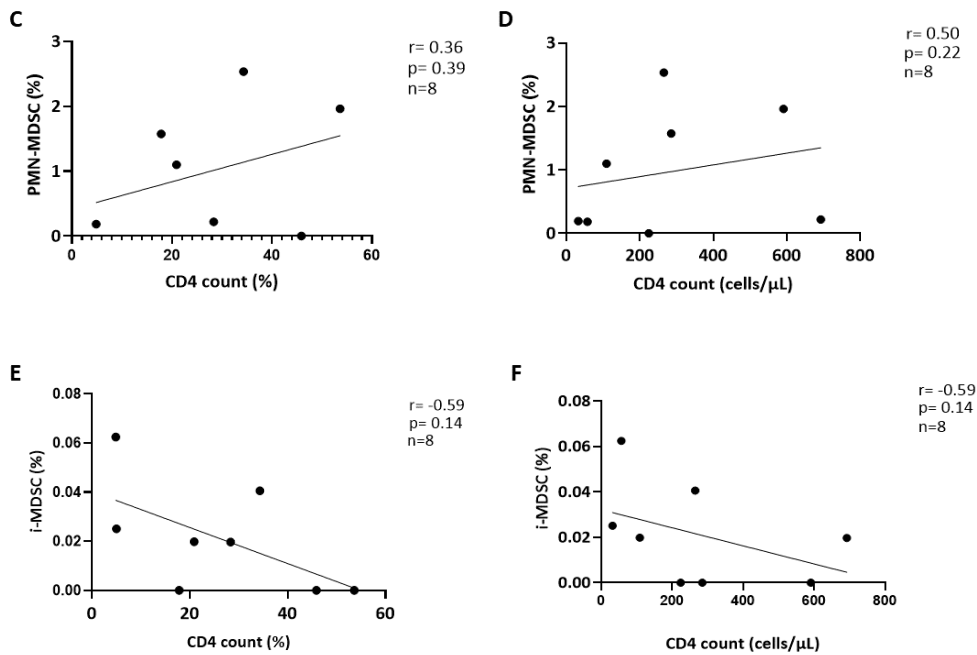 C
r= 0.36
p= 0.39
n=8
PMN-MDSC (%)
3
2
1
0
0 20 40 60
CD4 count (%)
D
r= 0.50
p= 0.22
n=8
PMN-MDSC (%)
3
2
1
0
0 200 400 600 800
CD4 count (cells/µL)
E
r= -0.59
p= 0.14
n=8
i-MDSC (%)
0.08
0.06
0.04
0.02
0.00
0 20 40 60
CD4 count (%)
F
r= -0.59
p= 0.14
n=8
i-MDSC (%)
0.08
0.06
0.04
0.02
0.00
0 200 400 600 800
CD4 count (cells/µL)